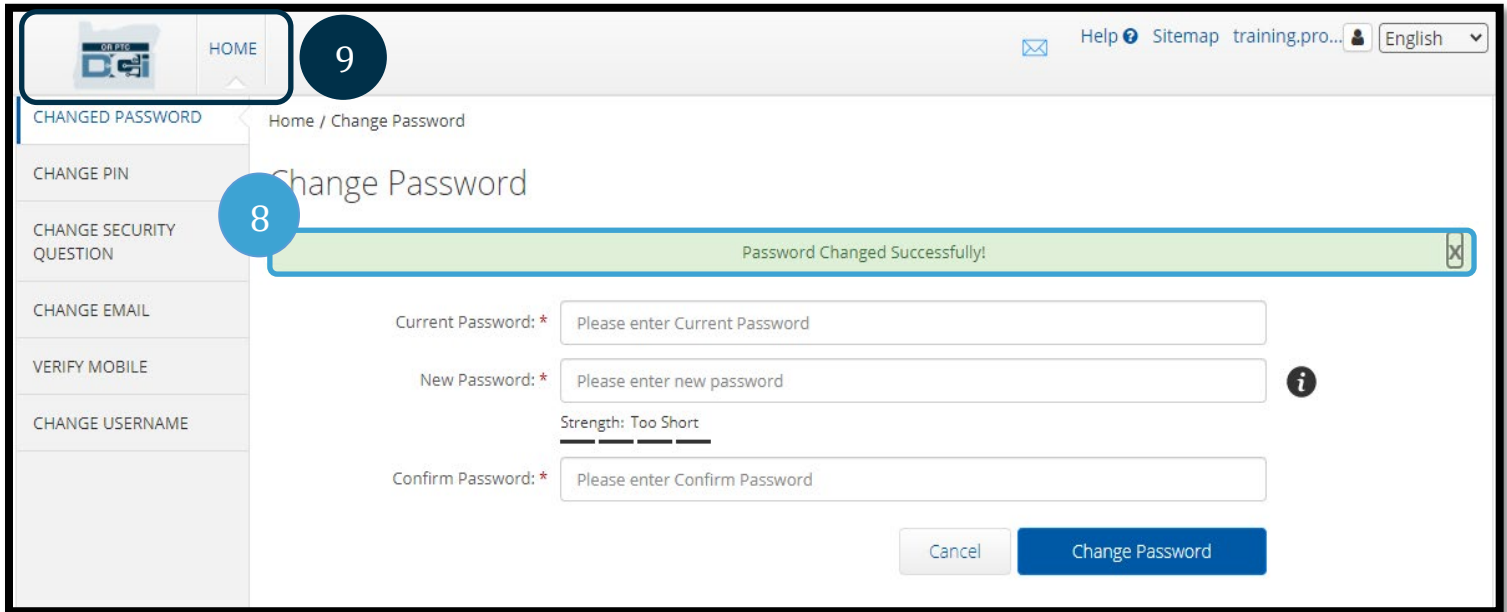 OR PTC
DCi
HOME
9
Help ? Sitemap training.pro... English
CHANGED PASSWORD
CHANGE PIN
CHANGE SECURITY
QUESTION
CHANGE EMAIL
VERIFY MOBILE
CHANGE USERNAME
Home / Change Password
Change Password
8
Password Changed Successfully!
X
Current Password: * Please enter Current Password
New Password: * Please enter new password
i
Strength: Too Short
Confirm Password: * Please enter Confirm Password
Cancel
Change Password